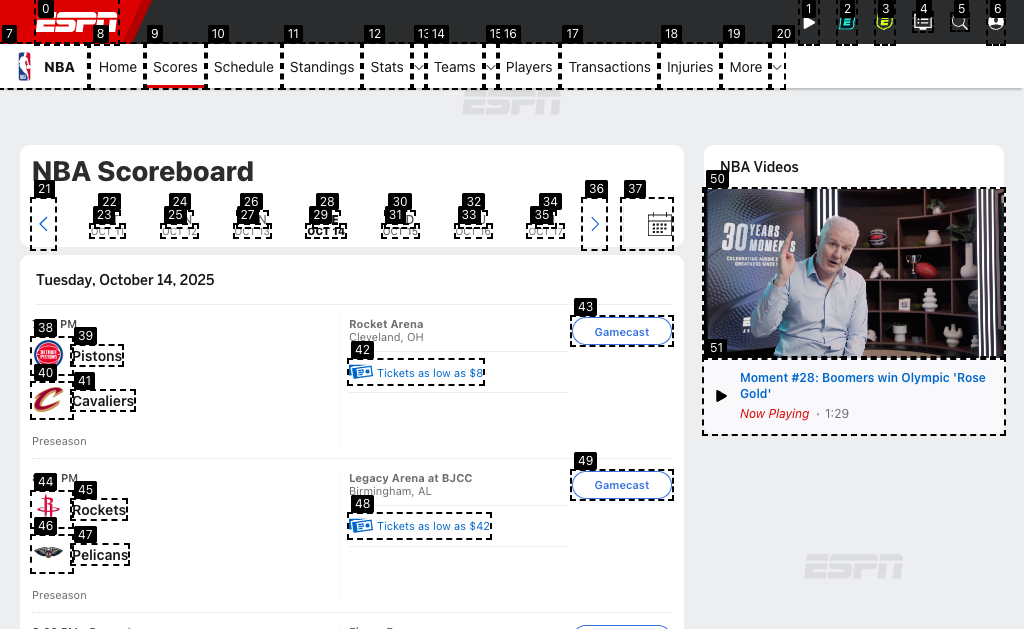 ESPN
0
1
2
3
4
5
6
7
8
9
10
11
12
14
16
17
18
19
20
NBA
Home
Scores
Schedule
Standings
Stats
Teams
Players
Transactions
Injuries
More
ESPN
NBA Scoreboard
21
22
24
26
28
30
32
34
36
37
23
25
27
29
31
33
35
OCT 14
Tuesday, October 14, 2025
38
PM
39
Pistons
40
41
Cavaliers
Preseason
Rocket Arena
Cleveland, OH
42
Tickets as low as $8
43
Gamecast
44
PM
45
Rockets
46
47
Pelicans
Preseason
Legacy Arena at BJCC
Birmingham, AL
48
Tickets as low as $42
49
Gamecast
NBA Videos
50
30 YEARS
51
Moment #28: Boomers win Olympic 'Rose
Gold'
Now Playing · 1:29
ESPN